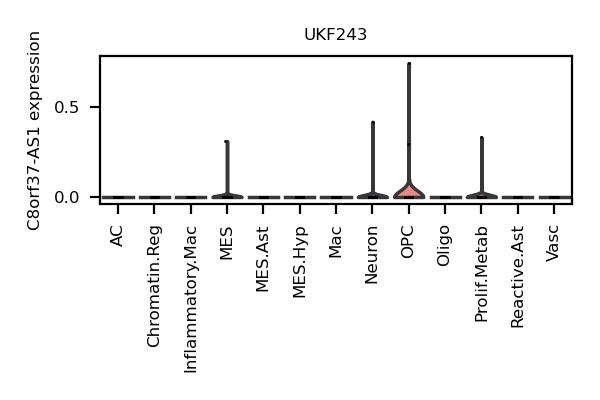 UKF243
C8orf37-AS1 expression
0.5
0.0
AC
Chromatin.Reg
Inflammatory.Mac
MES
MES.Ast
MES.Hyp
Mac
Neuron
OPC
Oligo
Prolif.Metab
Reactive.Ast
Vasc